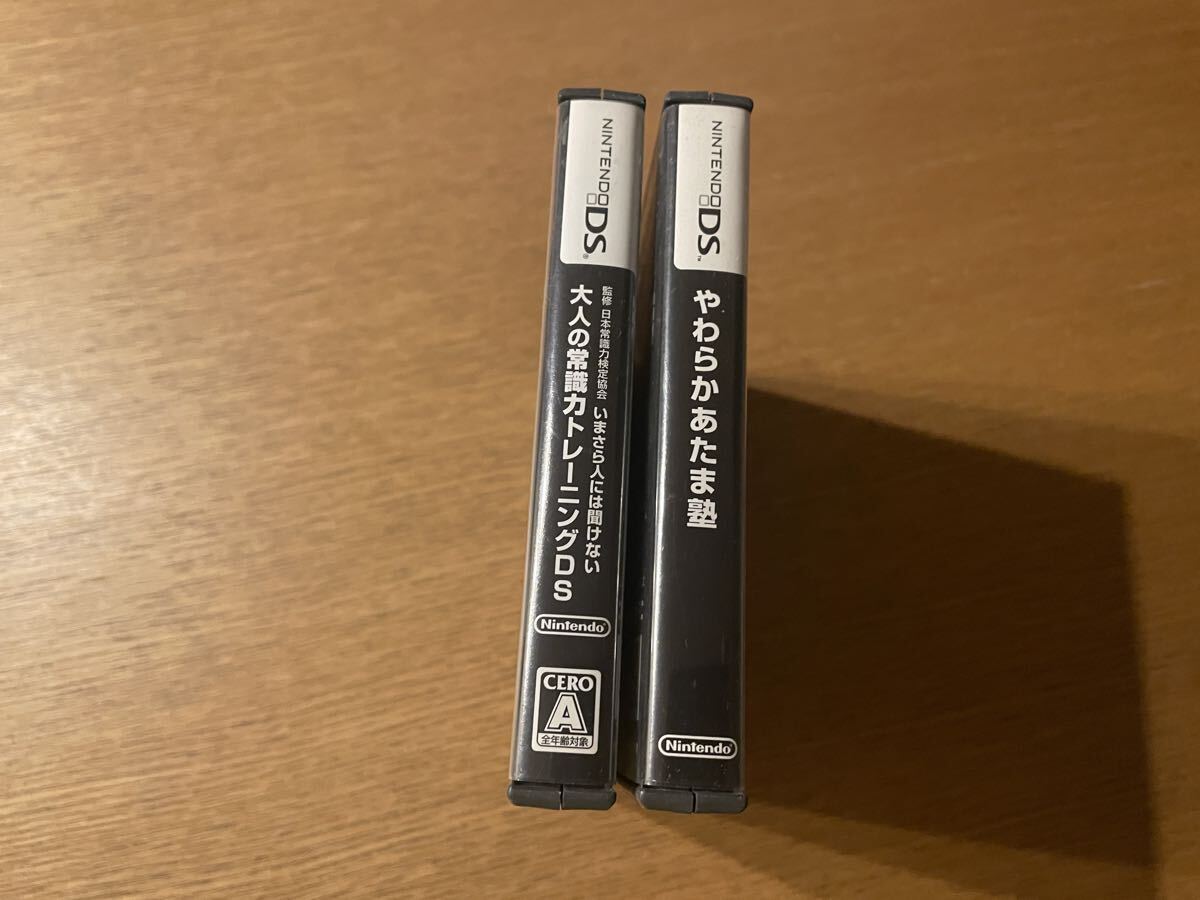 NINTENDO DS®
監修 日本常識力検定協会 いまさら人には聞けない
大人の常識力トレーニングDS
Nintendo®
CERO
A
全年齢対象
NINTENDO DS™
やわらかあたま塾
Nintendo®